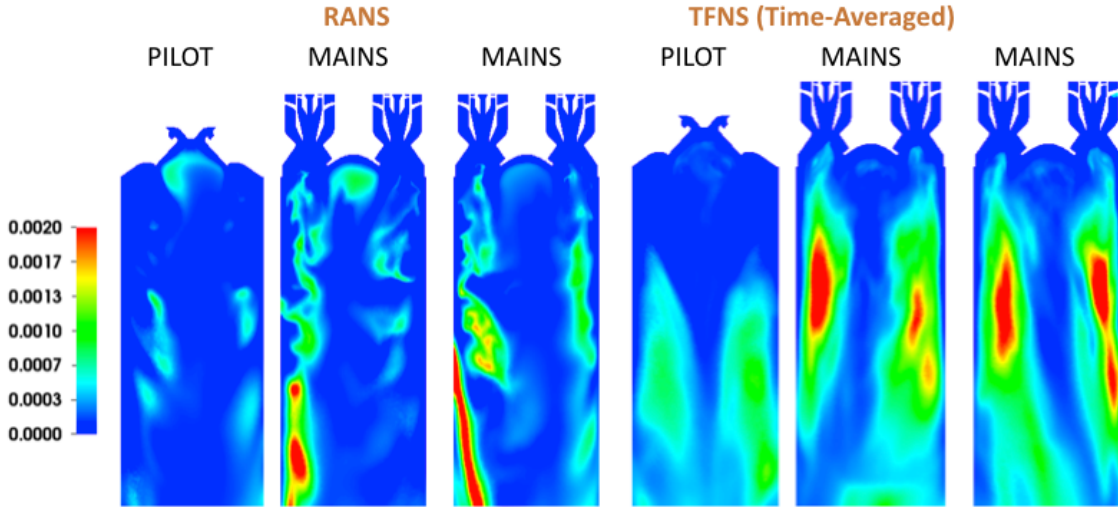 RANS
TFNS (Time-Averaged)
PILOT
MAINS
MAINS
PILOT
MAINS
MAINS
0.0020
0.0017
0.0013
0.0010
0.0007
0.0003
0.0000